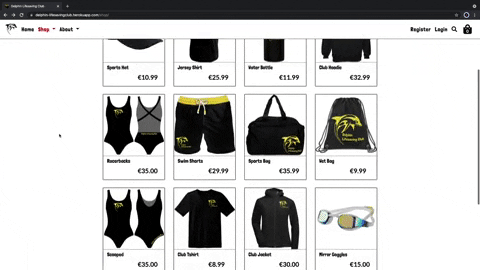 Dolphin Lifesaving Club
dolphin-lifesavingclub.herokuapp.com/shop/
Home Shop About Register Login
Sports Hat Jersey Shirt Water Bottle Club Hoodie
€10.99 €25.99 €11.99 €32.99
Racerbacks Swim Shorts Sports Bag Wet Bag
€35.00 €29.99 €35.99 €9.99
Scooped Club Tshirt Club Jacket Mirror Goggles
€35.00 €8.99 €30.00 €15.00